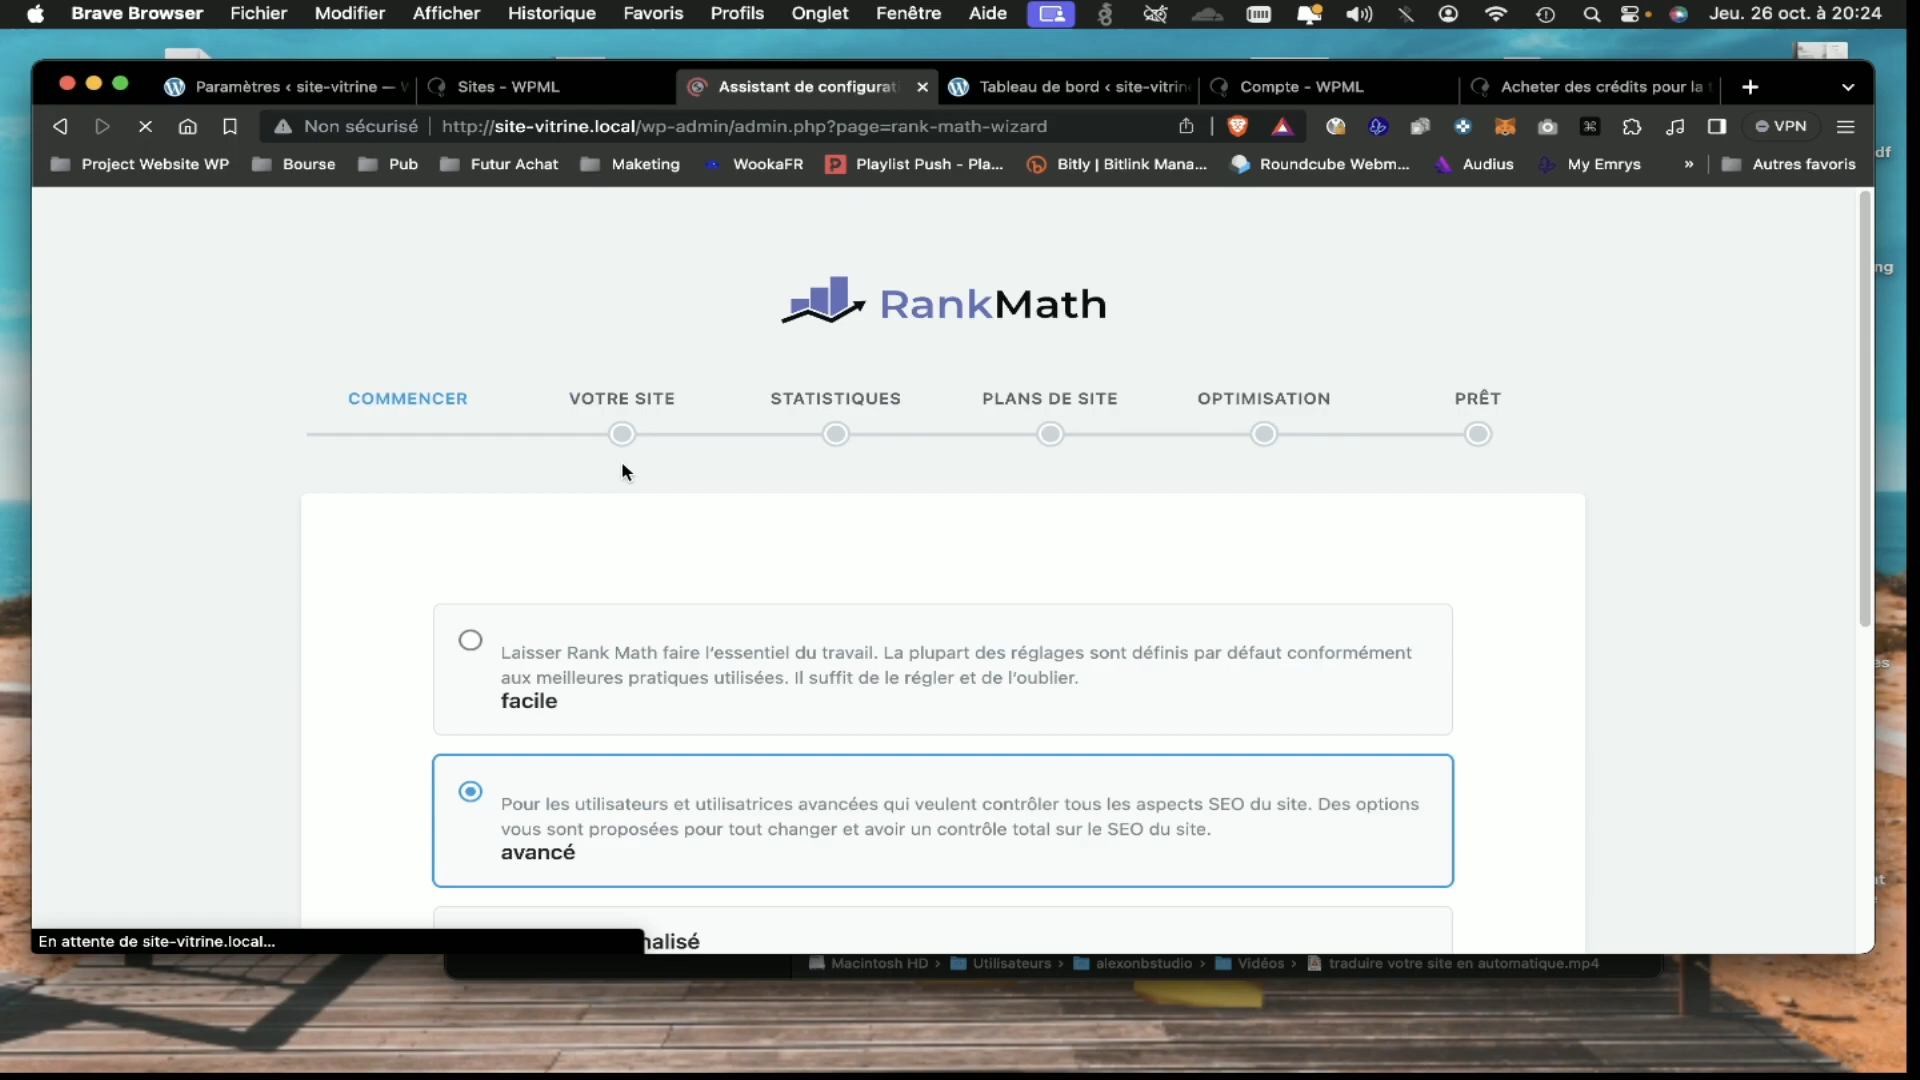 Brave Browser Fichier Modifier Afficher Historique Favoris Profils Onglet Fenêtre Aide Jeu. 26 oct. à 20:24
Paramètres ‹ site-vitrine — Sites - WPML Assistant de configurat Tableau de bord ‹ site-vitrin Compte - WPML Acheter des crédits pour la
Non sécurisé http://site-vitrine.local/wp-admin/admin.php?page=rank-math-wizard VPN
Project Website WP Bourse Pub Futur Achat Maketing WookaFR Playlist Push - Pla... Bitly | Bitlink Mana... Roundcube Webm... Audius My Emrys » Autres favoris
RankMath
COMMENCER VOTRE SITE STATISTIQUES PLANS DE SITE OPTIMISATION PRÊT
Laisser Rank Math faire l'essentiel du travail. La plupart des réglages sont définis par défaut conformément
aux meilleures pratiques utilisées. Il suffit de le régler et de l'oublier.
facile
Pour les utilisateurs et utilisatrices avancées qui veulent contrôler tous les aspects SEO du site. Des options
vous sont proposées pour tout changer et avoir un contrôle total sur le SEO du site.
avancé
nalisé
En attente de site-vitrine.local...
Macintosh HD › Utilisateurs › alexonbstudio › Vidéos › traduire votre site en automatique.mp4